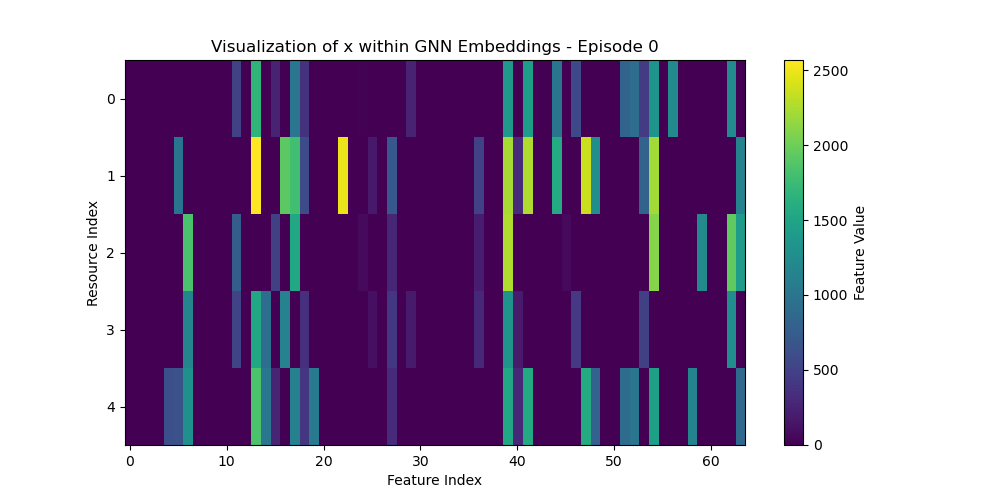 Visualization of x within GNN Embeddings - Episode 0
Resource Index
0
1
2
3
4
0 10 20 30 40 50 60
Feature Index
2500
2000
1500
1000
500
0
Feature Value